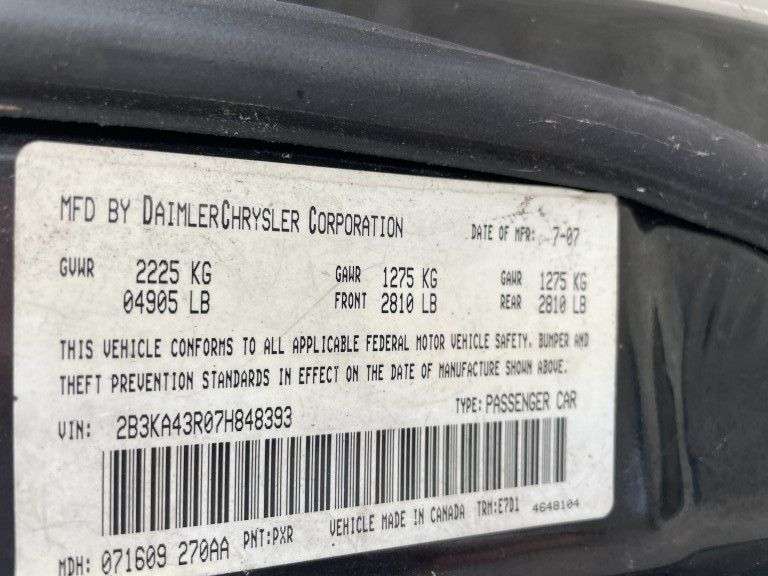 MFD BY DAIMLERCHRYSLER CORPORATION DATE OF MFR: 7-07
GVWR 2225 KG GAWR 1275 KG GAWR 1275 KG
04905 LB FRONT 2810 LB REAR 2810 LB
THIS VEHICLE CONFORMS TO ALL APPLICABLE FEDERAL MOTOR VEHICLE SAFETY, BUMPER AND
THEFT PREVENTION STANDARDS IN EFFECT ON THE DATE OF MANUFACTURE SHOWN ABOVE.
VIN: 2B3KA43R07H848393 TYPE: PASSENGER CAR
MDH: 071609 270AA PNT:PXR VEHICLE MADE IN CANADA TRM:E7D1 4648104